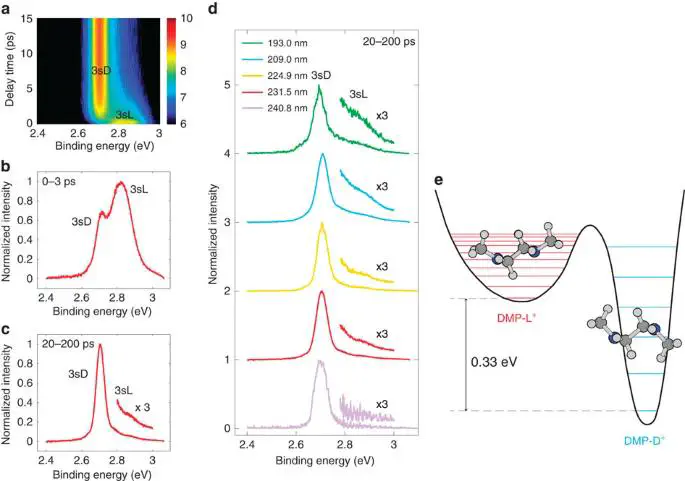 a
15
10
5
0
Delay time (ps)
3sD
3sL
2.4
2.6
2.8
3
Binding energy (eV)
10
9
8
7
6
b
0–3 ps
3sD
3sL
1
0.8
0.6
0.4
0.2
0
Normalized intensity
2.4
2.6
2.8
3
c
20–200 ps
3sD
3sL
x 3
1
0.8
0.6
0.4
0.2
0
Normalized intensity
2.4
2.6
2.8
3
Binding energy (eV)
d
20–200 ps
193.0 nm
209.0 nm
224.9 nm
231.5 nm
240.8 nm
3sD
3sL
x3
x3
x3
x3
x3
5
4
3
2
1
0
Normalized intensity
2.4
2.6
2.8
3
Binding energy (eV)
e
DMP-L⁺
0.33 eV
DMP-D⁺